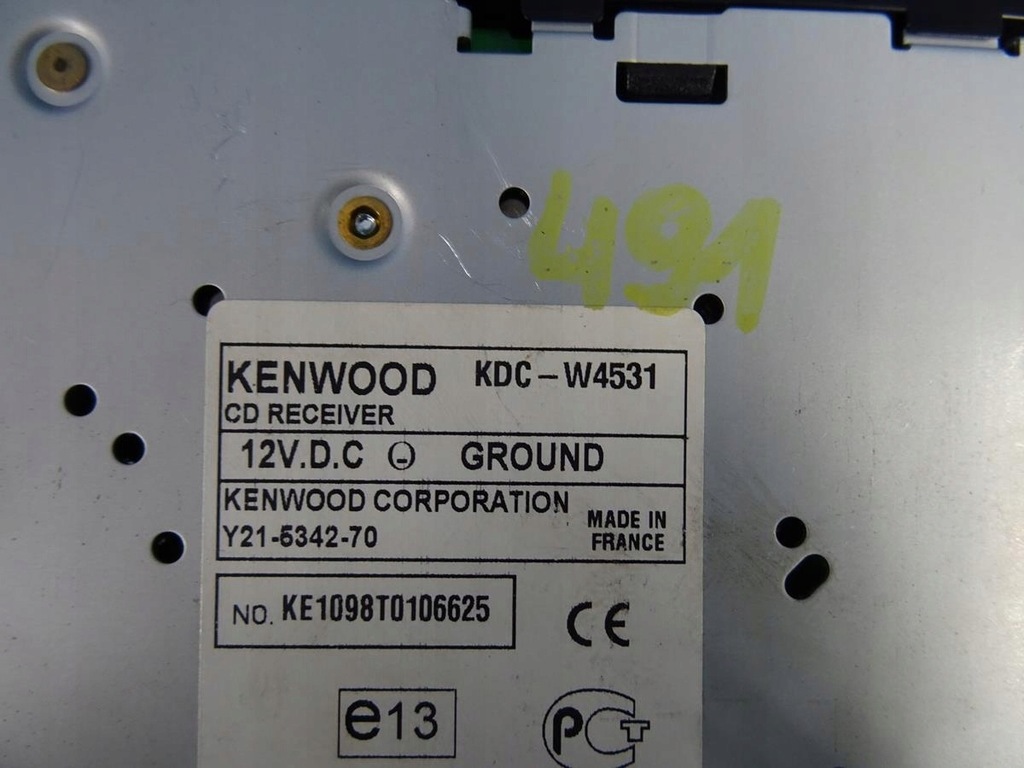 491
KENWOOD KDC-W4531
CD RECEIVER
12V.D.C ⊖ GROUND
KENWOOD CORPORATION
Y21-5342-70
MADE IN
FRANCE
NO. KE1098T0106625
CE
e13
PCT